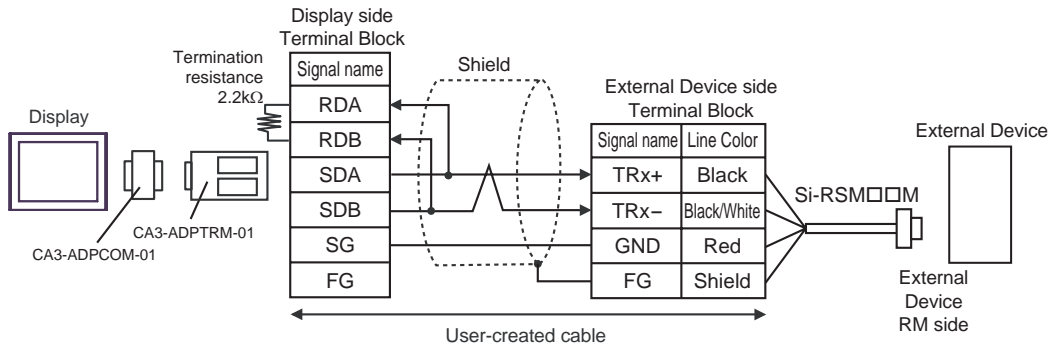 Display side
Terminal Block
Termination
resistance
2.2kΩ
Shield
Signal name
RDA
RDB
SDA
SDB
SG
FG
External Device side
Terminal Block
Signal name Line Color
TRx+ Black
TRx− Black/White
GND Red
FG Shield
Display
CA3-ADPCOM-01
CA3-ADPTRM-01
Si-RSM□□M
External Device
External
Device
RM side
User-created cable